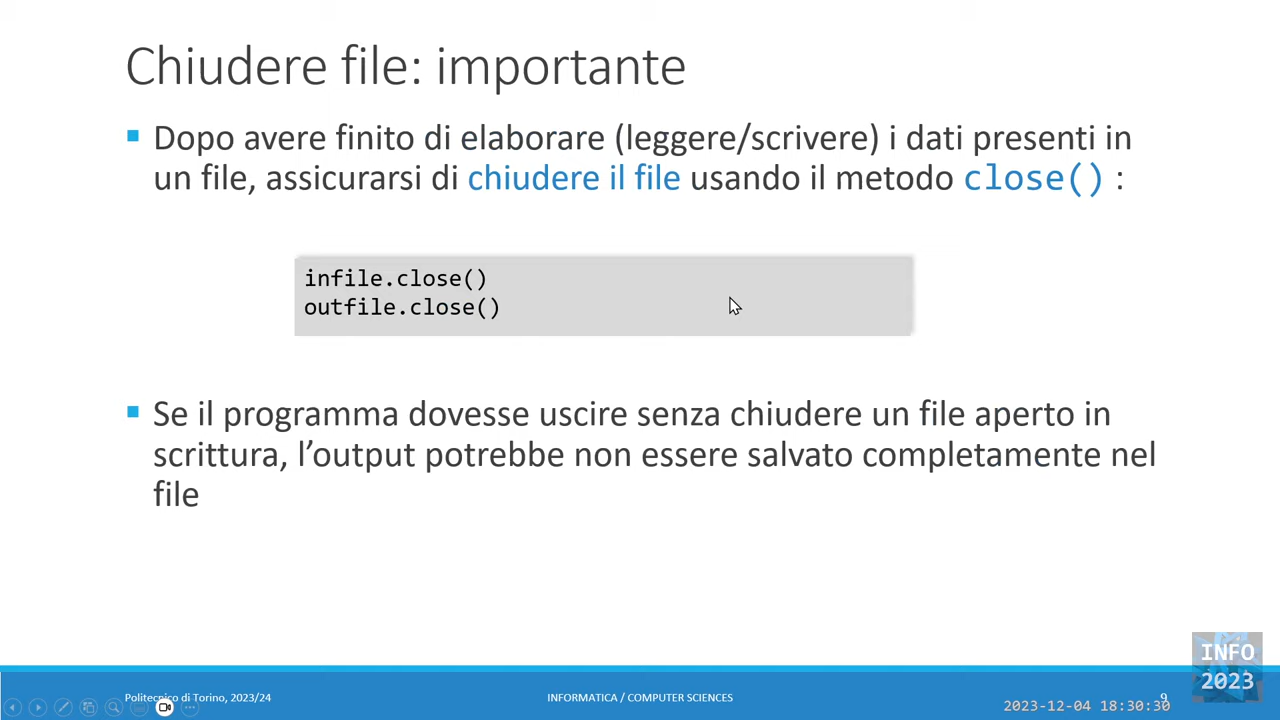 Chiudere file: importante
Dopo avere finito di elaborare (leggere/scrivere) i dati presenti in
un file, assicurarsi di chiudere il file usando il metodo close() :
infile.close()
outfile.close()
Se il programma dovesse uscire senza chiudere un file aperto in
scrittura, l’output potrebbe non essere salvato completamente nel
file
INFO
2023
Politecnico di Torino, 2023/24
INFORMATICA / COMPUTER SCIENCES
9
2023-12-04 18:30:30